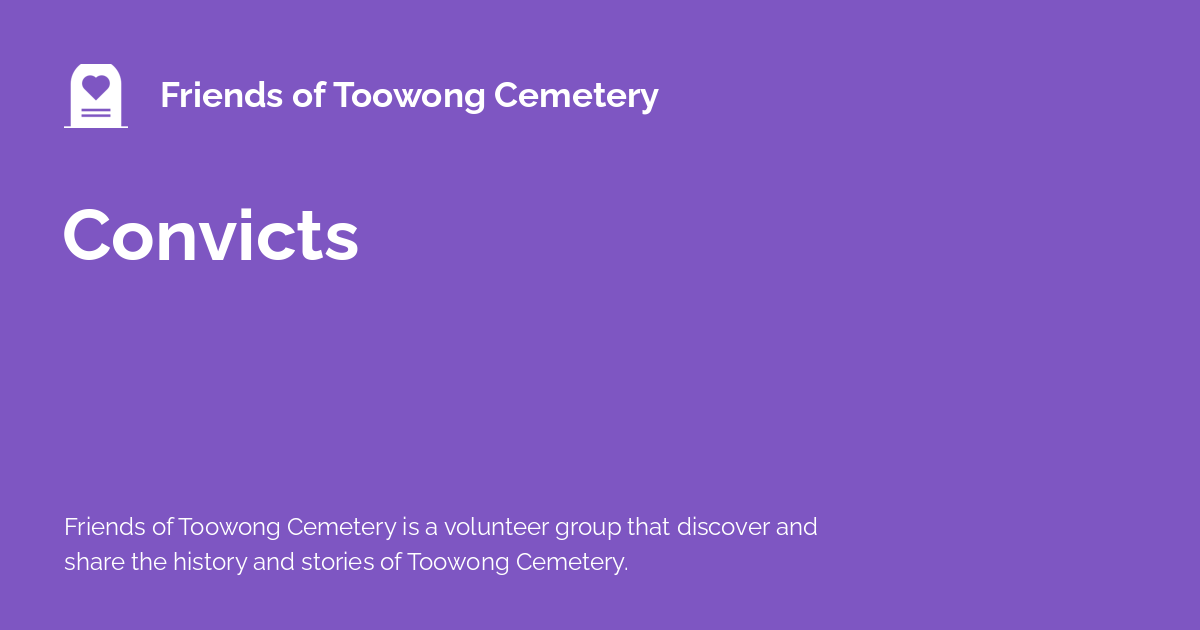 Friends of Toowong Cemetery
Convicts
Friends of Toowong Cemetery is a volunteer group that discover and
share the history and stories of Toowong Cemetery.